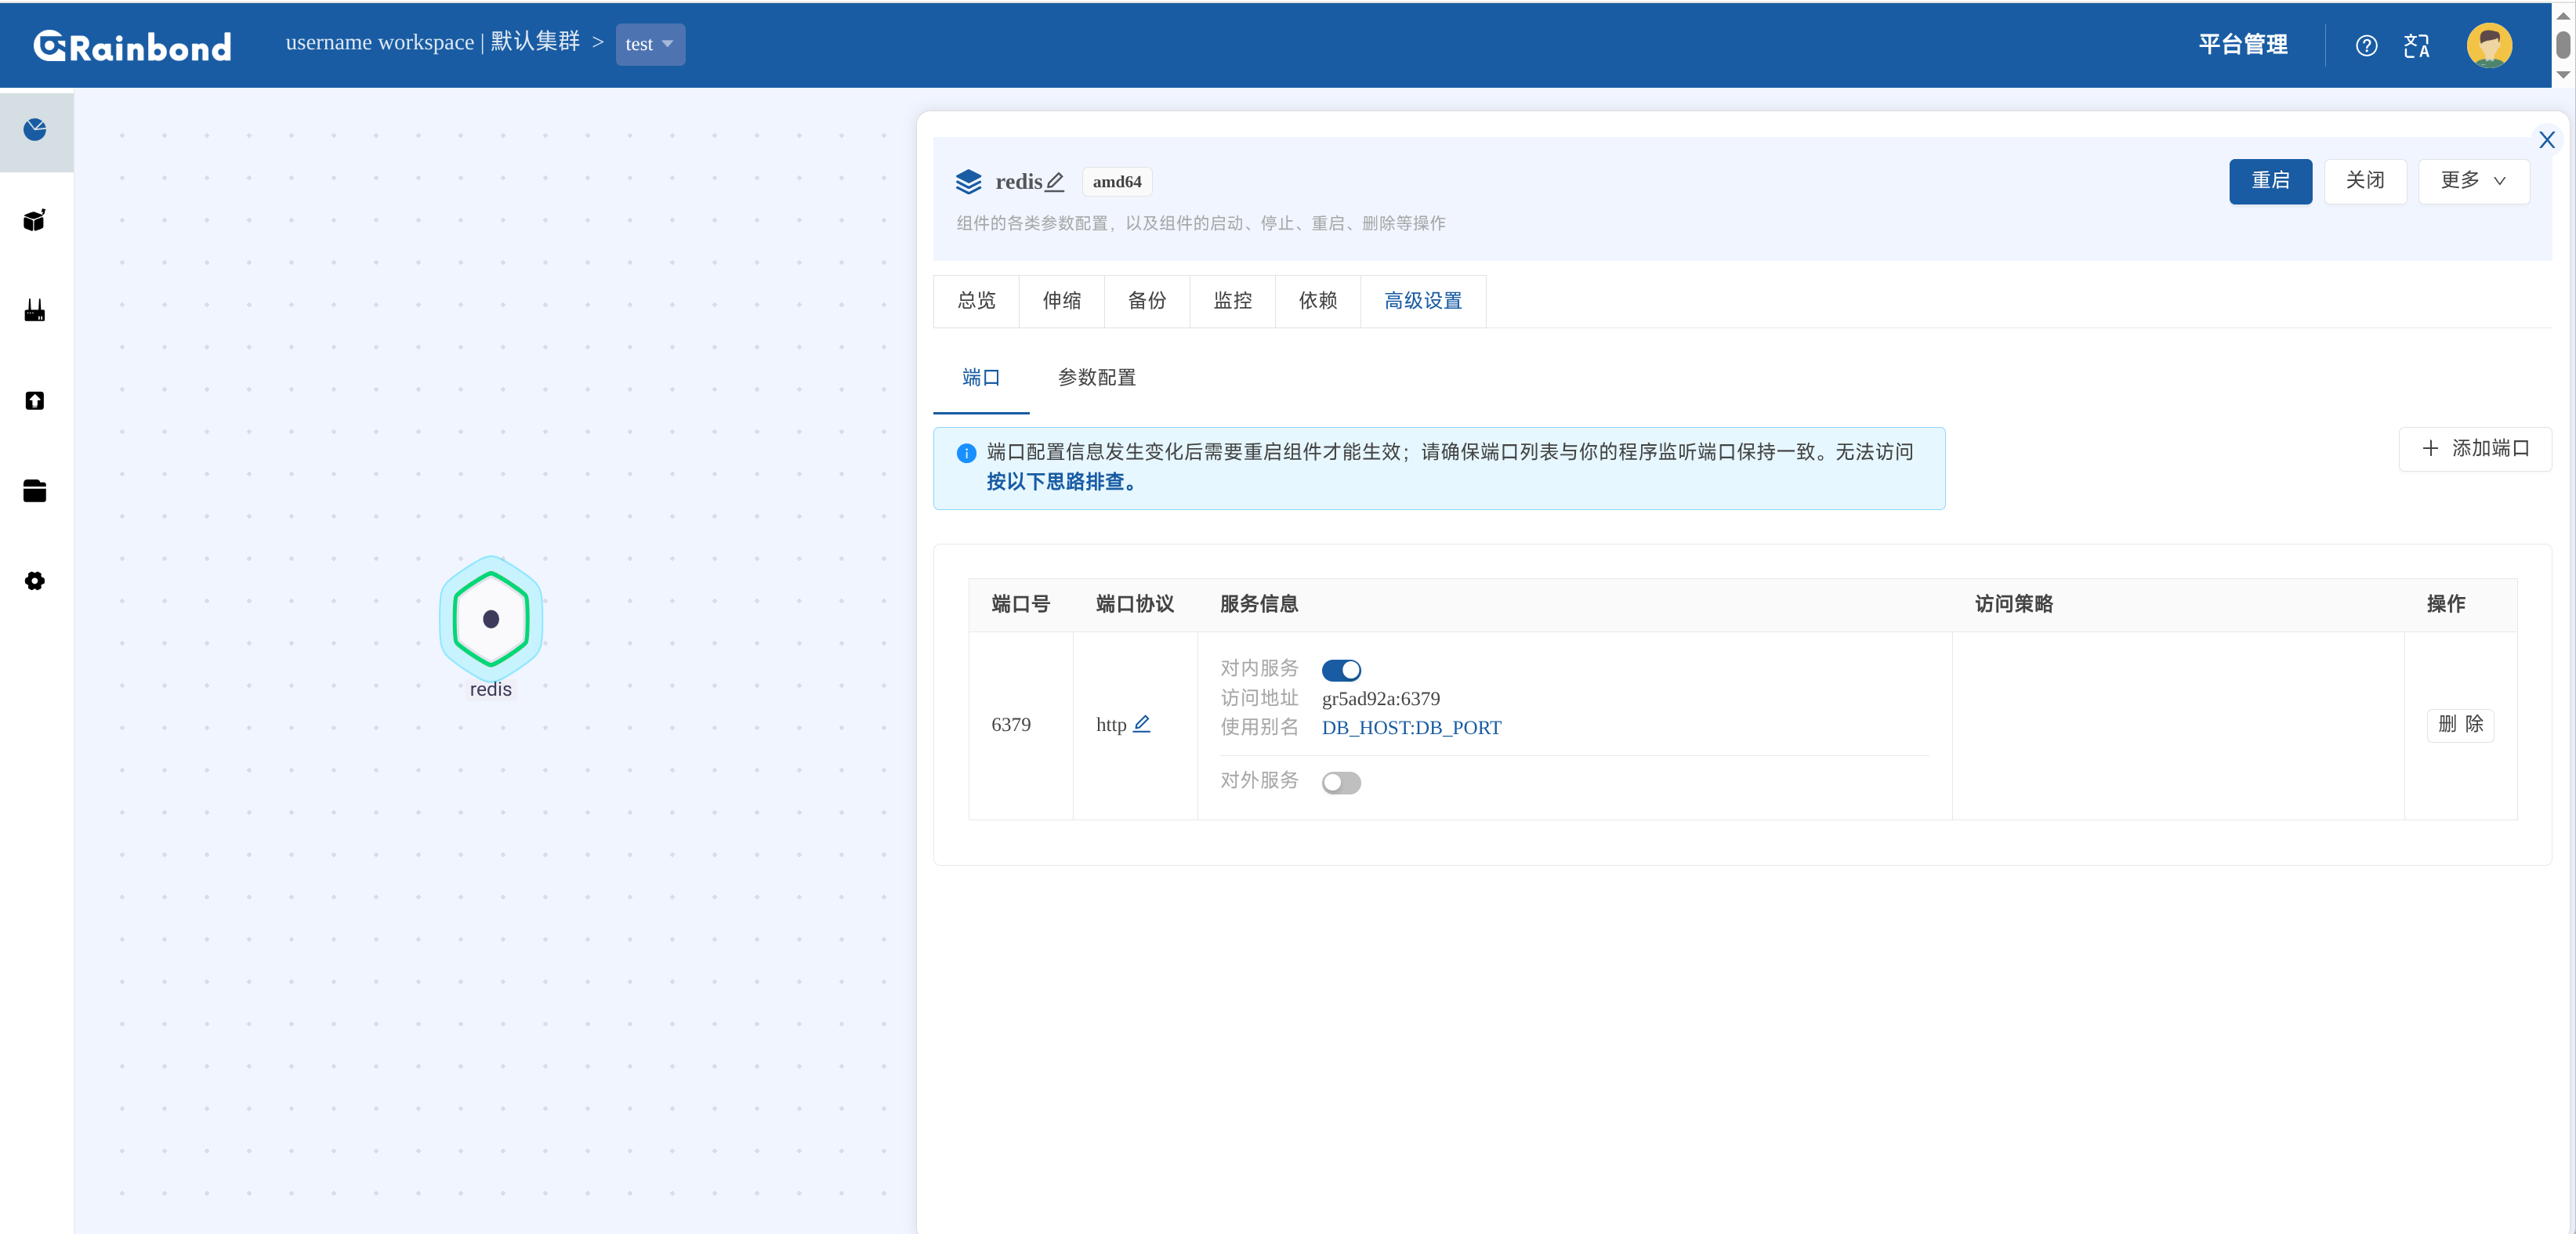 Rainbond
username workspace | 默认集群 > test
平台管理
redis
amd64
重启
关闭
更多
组件的各类参数配置，以及组件的启动、停止、重启、删除等操作
总览
伸缩
备份
监控
依赖
高级设置
端口
参数配置
端口配置信息发生变化后需要重启组件才能生效；请确保端口列表与你的程序监听端口保持一致。无法访问
按以下思路排查。
添加端口
端口号
端口协议
服务信息
访问策略
操作
6379
http
对内服务
访问地址 gr5ad92a:6379
使用别名 DB_HOST:DB_PORT
对外服务
删 除
redis